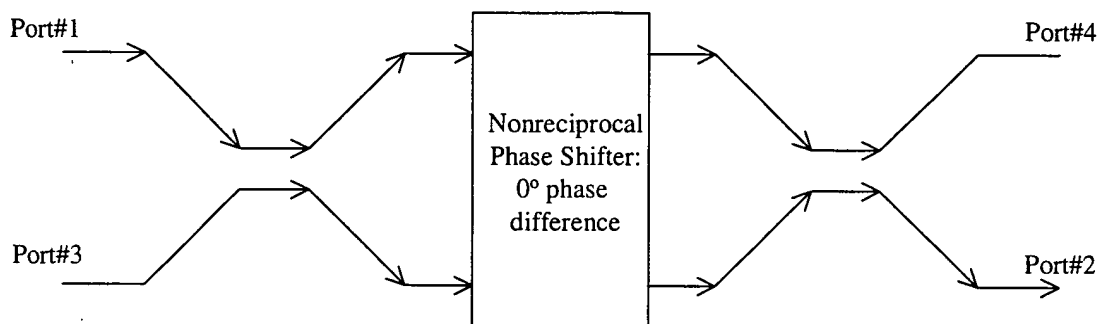 Port#1
Port#4
Nonreciprocal
Phase Shifter:
0° phase
difference
Port#3
Port#2